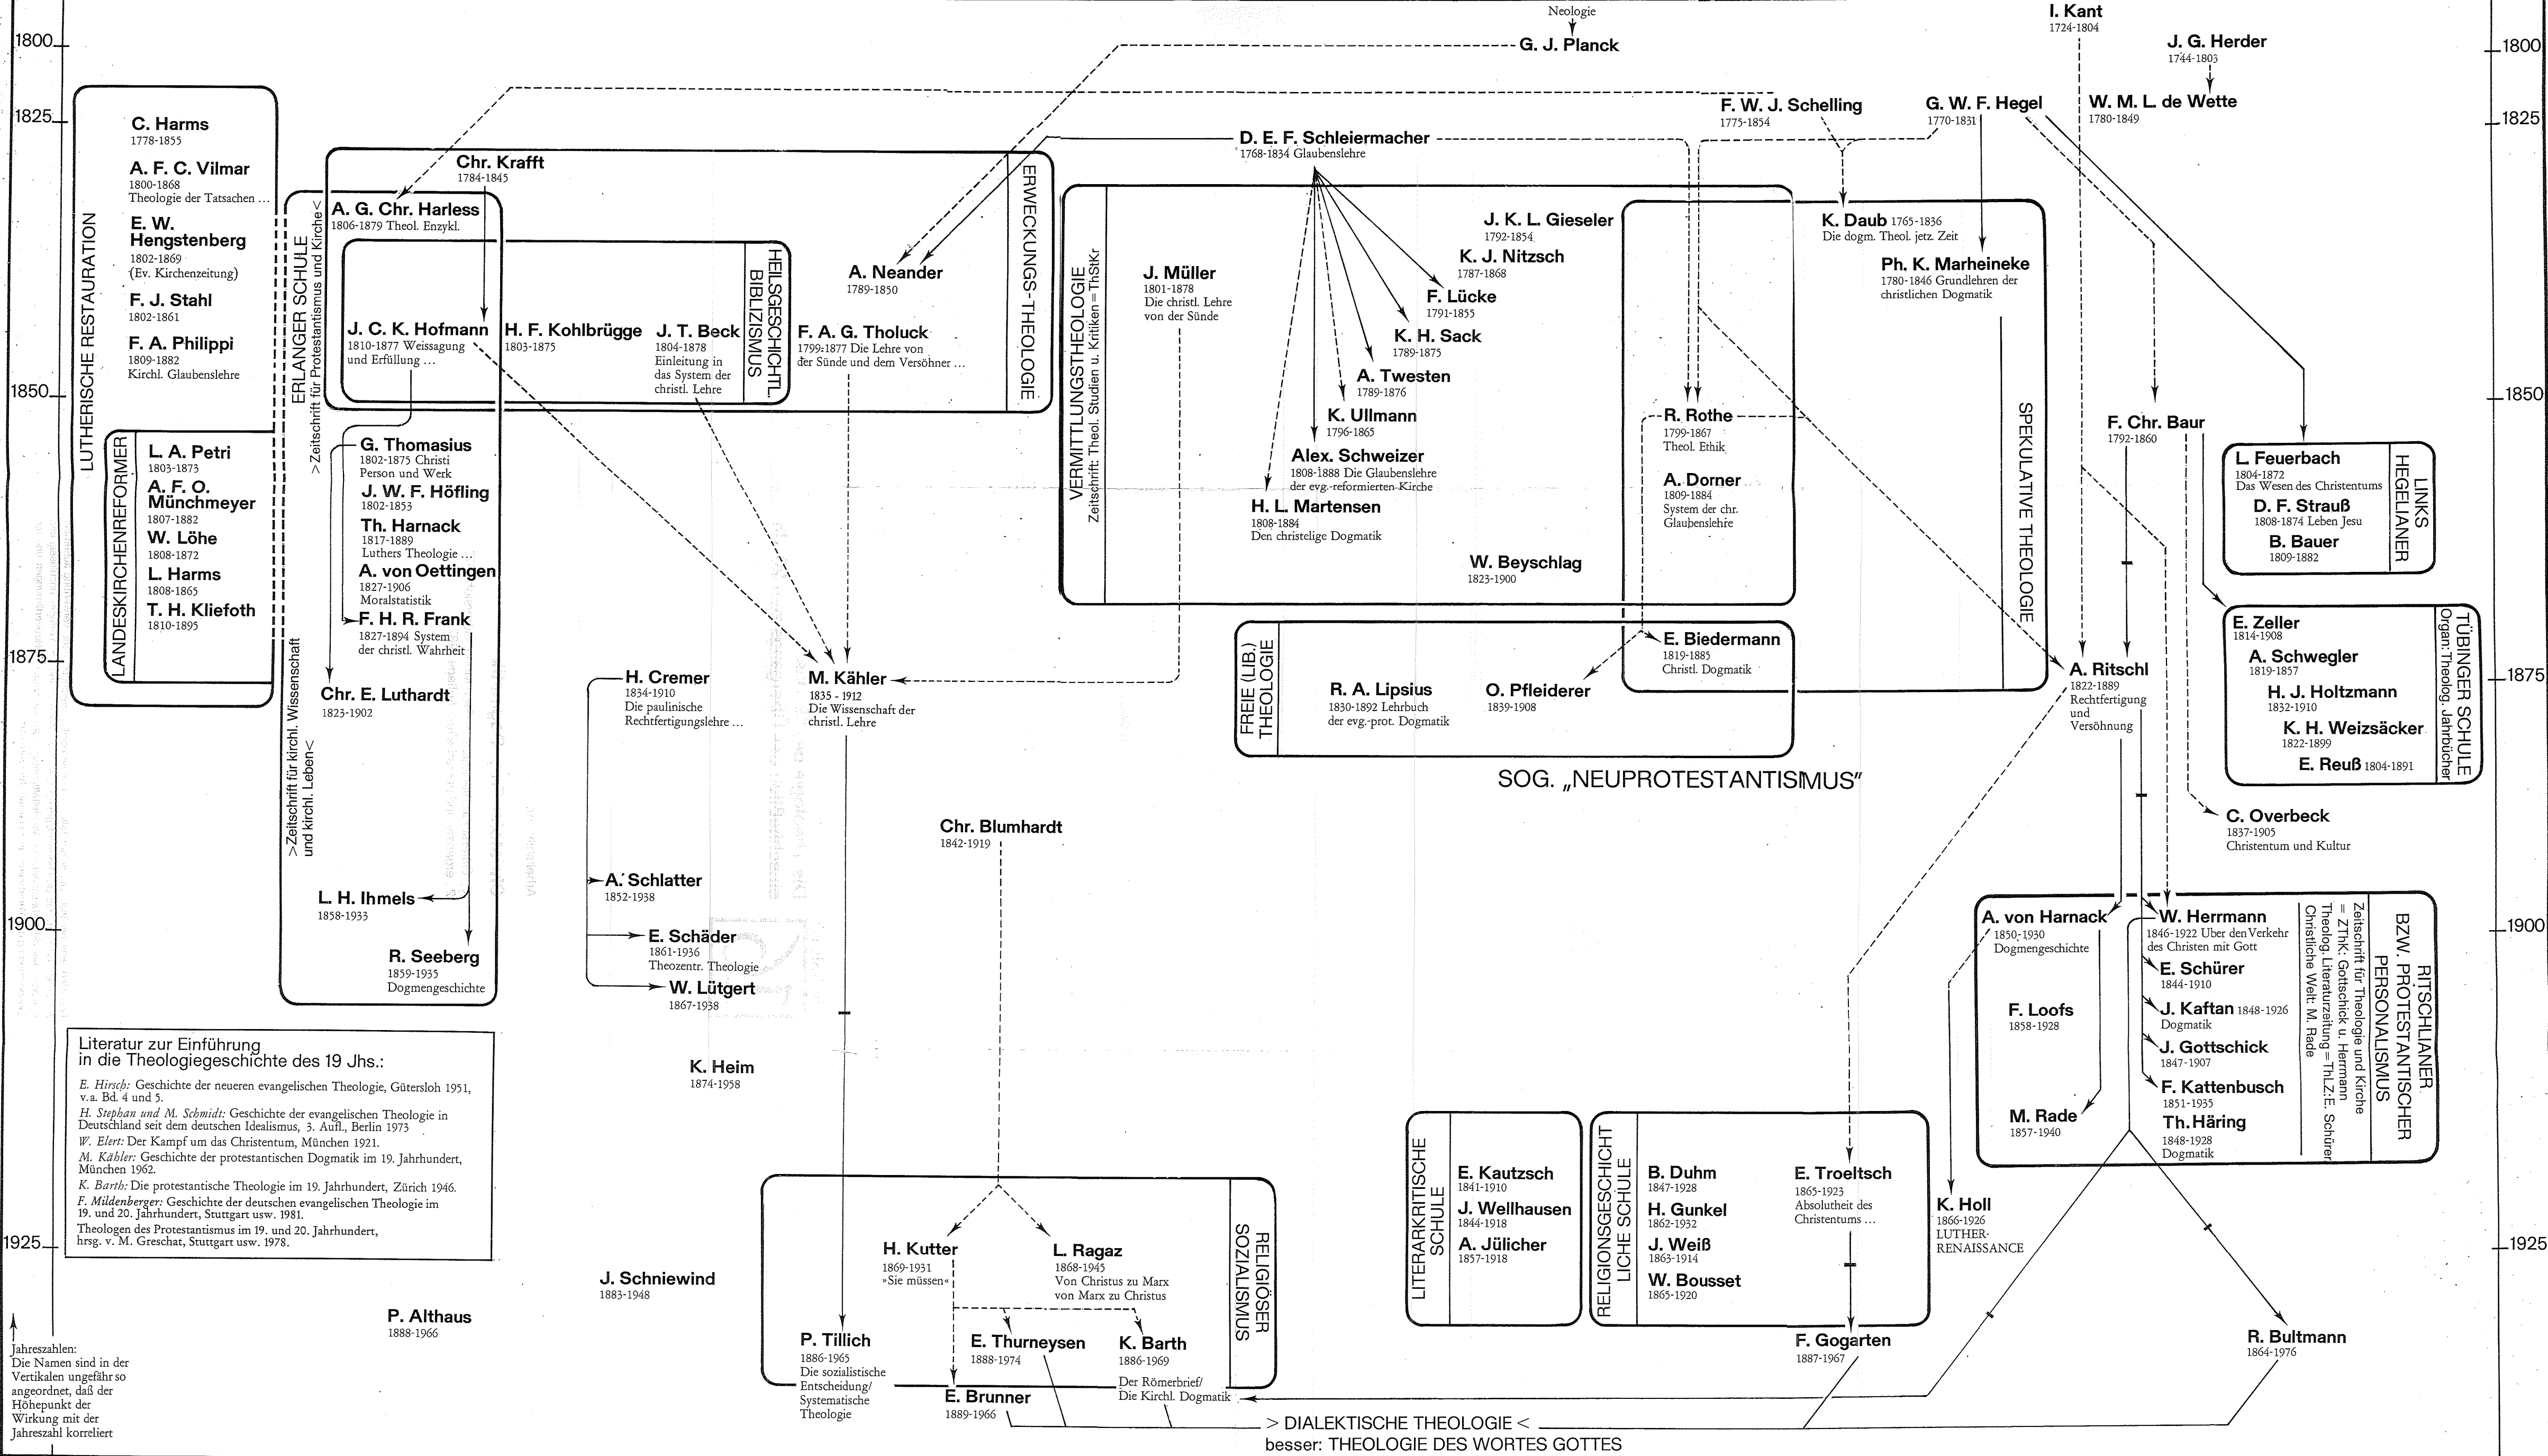 Neologie
G. J. Planck
I. Kant
1724-1804
J. G. Herder
1744-1803
1800
1800
F. W. J. Schelling
1775-1854
G. W. F. Hegel
1770-1831
W. M. L. de Wette
1780-1849
1825
1825
D. E. F. Schleiermacher
1768-1834 Glaubenslehre
LUTHERISCHE RESTAURATION
C. Harms
1778-1855
A. F. C. Vilmar
1800-1868
Theologie der Tatsachen ...
E. W.
Hengstenberg
1802-1869
(Ev. Kirchenzeitung)
F. J. Stahl
1802-1861
F. A. Philippi
1809-1882
Kirchl. Glaubenslehre
LANDESKIRCHENREFORMER
L. A. Petri
1803-1873
A. F. O.
Münchmeyer
1807-1882
W. Löhe
1808-1872
L. Harms
1808-1865
T. H. Kliefoth
1810-1895
ERLANGER SCHULE
>Zeitschrift für Protestantismus und Kirche<
>Zeitschrift für kirchl. Wissenschaft
und kirchl. Leben<
Chr. Krafft
1784-1845
A. G. Chr. Harless
1806-1879 Theol. Enzykl.
J. C. K. Hofmann
1810-1877 Weissagung
und Erfüllung ...
G. Thomasius
1802-1875 Christi
Person und Werk
J. W. F. Höfling
1802-1853
Th. Harnack
1817-1889
Luthers Theologie ...
A. von Oettingen
1827-1906
Moralstatistik
F. H. R. Frank
1827-1894 System
der christl. Wahrheit
Chr. E. Luthardt
1823-1902
L. H. Ihmels
1858-1933
R. Seeberg
1859-1935
Dogmengeschichte
H. F. Kohlbrügge
1803-1875
J. T. Beck
1804-1878
Einleitung in
das System der
christl. Lehre
HEILSGESCHICHTL.
BIBLIZISMUS
A. Neander
1789-1850
F. A. G. Tholuck
1799-1877 Die Lehre von
der Sünde und dem Versöhner ...
ERWECKUNGS-THEOLOGIE
VERMITTLUNGSTHEOLOGIE
Zeitschrift: Theol. Studien u. Kritiken = ThStKr
J. Müller
1801-1878
Die christl. Lehre
von der Sünde
J. K. L. Gieseler
1792-1854
K. J. Nitzsch
1787-1868
F. Lücke
1791-1855
K. H. Sack
1789-1875
A. Twesten
1789-1876
K. Ullmann
1796-1865
Alex. Schweizer
1808-1888 Die Glaubenslehre
der evg.-reformierten Kirche
H. L. Martensen
1808-1884
Den christelige Dogmatik
W. Beyschlag
1823-1900
K. Daub 1765-1836
Die dogm. Theol. jetz. Zeit
Ph. K. Marheineke
1780-1846 Grundlehren der
christlichen Dogmatik
R. Rothe
1799-1867
Theol. Ethik
A. Dorner
1809-1884
System der chr.
Glaubenslehre
SPEKULATIVE THEOLOGIE
1850
1850
F. Chr. Baur
1792-1860
L. Feuerbach
1804-1872
Das Wesen des Christentums
D. F. Strauß
1808-1874 Leben Jesu
B. Bauer
1809-1882
LINKS
HEGELIANER
FREIE (LIB.)
THEOLOGIE
E. Biedermann
1819-1885
Christl. Dogmatik
R. A. Lipsius
1830-1892 Lehrbuch
der evg.-prot. Dogmatik
O. Pfleiderer
1839-1908
SOG. „NEUPROTESTANTISMUS”
1875
1875
H. Cremer
1834-1910
Die paulinische
Rechtfertigungslehre ...
M. Kähler
1835 - 1912
Die Wissenschaft der
christl. Lehre
A. Ritschl
1822-1889
Rechtfertigung
und
Versöhnung
E. Zeller
1814-1908
A. Schwegler
1819-1857
H. J. Holtzmann
1832-1910
K. H. Weizsäcker
1822-1899
E. Reuß 1804-1891
TÜBINGER SCHULE
Organ: Theolog. Jahrbücher
C. Overbeck
1837-1905
Christentum und Kultur
Chr. Blumhardt
1842-1919
A. Schlatter
1852-1938
E. Schäder
1861-1936
Theozentr. Theologie
W. Lütgert
1867-1938
K. Heim
1874-1958
1900
1900
A. von Harnack
1850-1930
Dogmengeschichte
F. Loofs
1858-1928
M. Rade
1857-1940
W. Herrmann
1846-1922 Uber den Verkehr
des Christen mit Gott
E. Schürer
1844-1910
J. Kaftan 1848-1926
Dogmatik
J. Gottschick
1847-1907
F. Kattenbusch
1851-1935
Th. Häring
1848-1928
Dogmatik
Zeitschrift für Theologie und Kirche
= ZThK: Gottschick u. Herrmann
Theolog. Literaturzeitung = ThLZ: E. Schürer
Christliche Welt: M. Rade
RITSCHLIANER
BZW. PROTESTANTISCHER
PERSONALISMUS
Literatur zur Einführung
in die Theologiegeschichte des 19 Jhs.:
E. Hirsch: Geschichte der neueren evangelischen Theologie, Gütersloh 1951,
v.a. Bd. 4 und 5.
H. Stephan und M. Schmidt: Geschichte der evangelischen Theologie in
Deutschland seit dem deutschen Idealismus, 3. Aufl., Berlin 1973
W. Elert: Der Kampf um das Christentum, München 1921.
M. Kähler: Geschichte der protestantischen Dogmatik im 19. Jahrhundert,
München 1962.
K. Barth: Die protestantische Theologie im 19. Jahrhundert, Zürich 1946.
F. Mildenberger: Geschichte der deutschen evangelischen Theologie im
19. und 20. Jahrhundert, Stuttgart usw. 1981.
Theologen des Protestantismus im 19. und 20. Jahrhundert,
hrsg. v. M. Greschat, Stuttgart usw. 1978.
LITERARKRITISCHE
SCHULE
E. Kautzsch
1841-1910
J. Wellhausen
1844-1918
A. Jülicher
1857-1918
RELIGIONSGESCHICHT
LICHE SCHULE
B. Duhm
1847-1928
H. Gunkel
1862-1932
J. Weiß
1863-1914
W. Bousset
1865-1920
E. Troeltsch
1865-1923
Absolutheit des
Christentums ...
K. Holl
1866-1926
LUTHER-
RENAISSANCE
1925
1925
H. Kutter
1869-1931
»Sie müssen«
L. Ragaz
1868-1945
Von Christus zu Marx
von Marx zu Christus
RELIGIÖSER
SOZIALISMUS
J. Schniewind
1883-1948
P. Althaus
1888-1966
P. Tillich
1886-1965
Die sozialistische
Entscheidung/
Systematische
Theologie
E. Thurneysen
1888-1974
K. Barth
1886-1969
Der Römerbrief/
Die Kirchl. Dogmatik
E. Brunner
1889-1966
F. Gogarten
1887-1967
R. Bultmann
1864-1976
> DIALEKTISCHE THEOLOGIE <
besser: THEOLOGIE DES WORTES GOTTES
Jahreszahlen:
Die Namen sind in der
Vertikalen ungefähr so
angeordnet, daß der
Höhepunkt der
Wirkung mit der
Jahreszahl korreliert